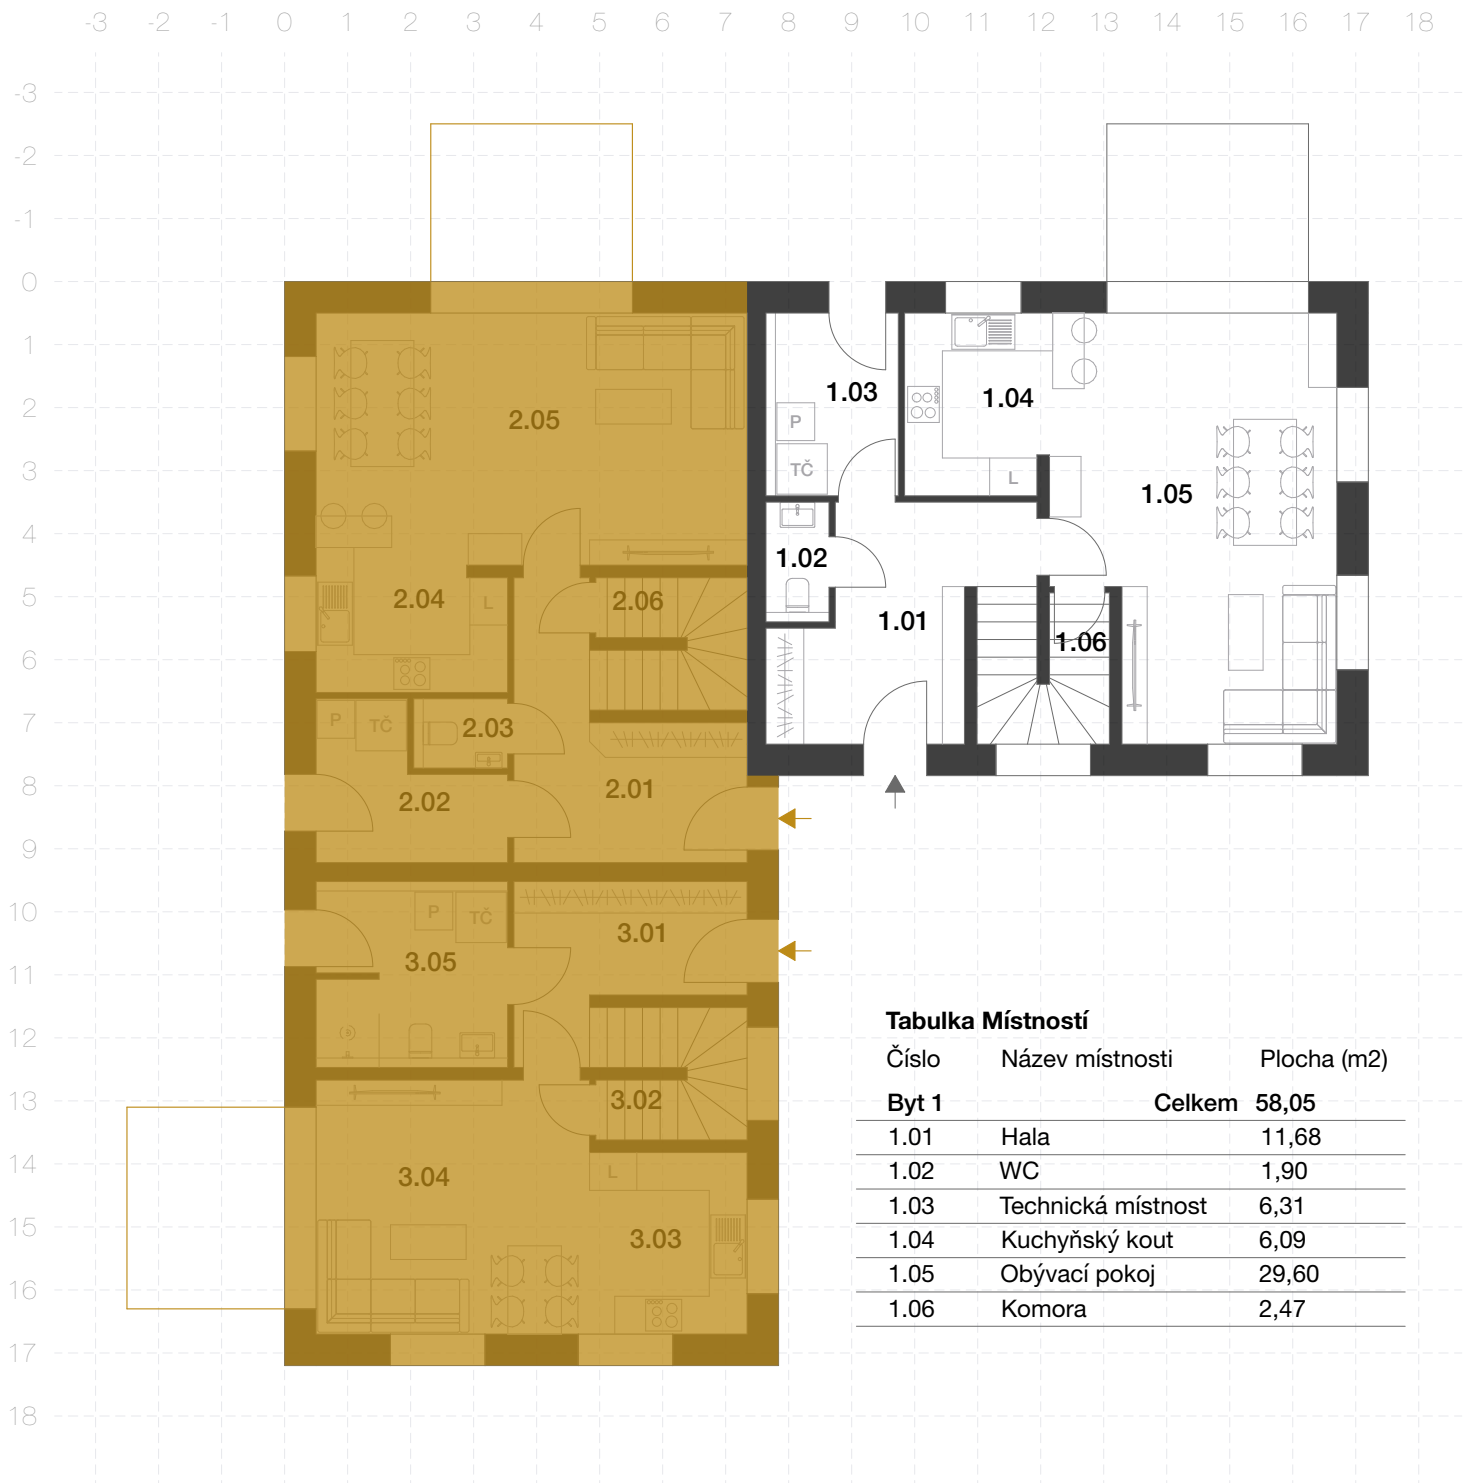 -3 -2 -1 0 1 2 3 4 5 6 7 8 9 10 11 12 13 14 15 16 17 18
-3
-2
-1
0
1
2
3
4
5
6
7
8
9
10
11
12
13
14
15
16
17
18
2.05
2.04
L
2.06
P
TČ
2.03
2.02
2.01
1.03
1.04
P
TČ
L
1.05
1.02
1.01
1.06
P
TČ
3.01
3.05
3.02
3.04
L
3.03
Tabulka Místností
Číslo Název místnosti Plocha (m2)
Byt 1 Celkem 58,05
1.01 Hala 11,68
1.02 WC 1,90
1.03 Technická místnost 6,31
1.04 Kuchyňský kout 6,09
1.05 Obývací pokoj 29,60
1.06 Komora 2,47